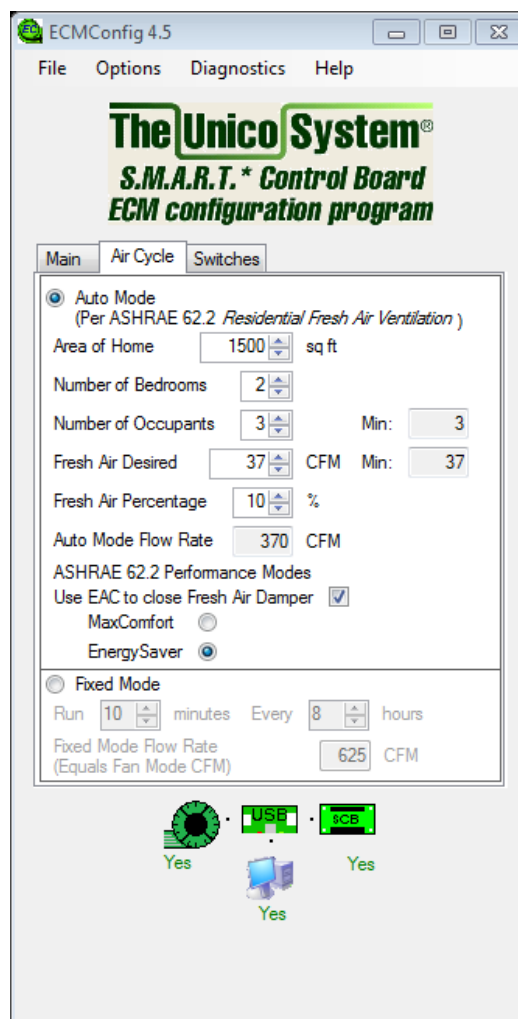 ECMConfig 4.5
File Options Diagnostics Help
The Unico System®
S.M.A.R.T.* Control Board
ECM configuration program
Main Air Cycle Switches
Auto Mode
(Per ASHRAE 62.2 Residential Fresh Air Ventilation )
Area of Home 1500 sq ft
Number of Bedrooms 2
Number of Occupants 3 Min: 3
Fresh Air Desired 37 CFM Min: 37
Fresh Air Percentage 10 %
Auto Mode Flow Rate 370 CFM
ASHRAE 62.2 Performance Modes
Use EAC to close Fresh Air Damper
MaxComfort
EnergySaver
Fixed Mode
Run 10 minutes Every 8 hours
Fixed Mode Flow Rate 625 CFM
(Equals Fan Mode CFM)
USB SCB
Yes Yes
Yes